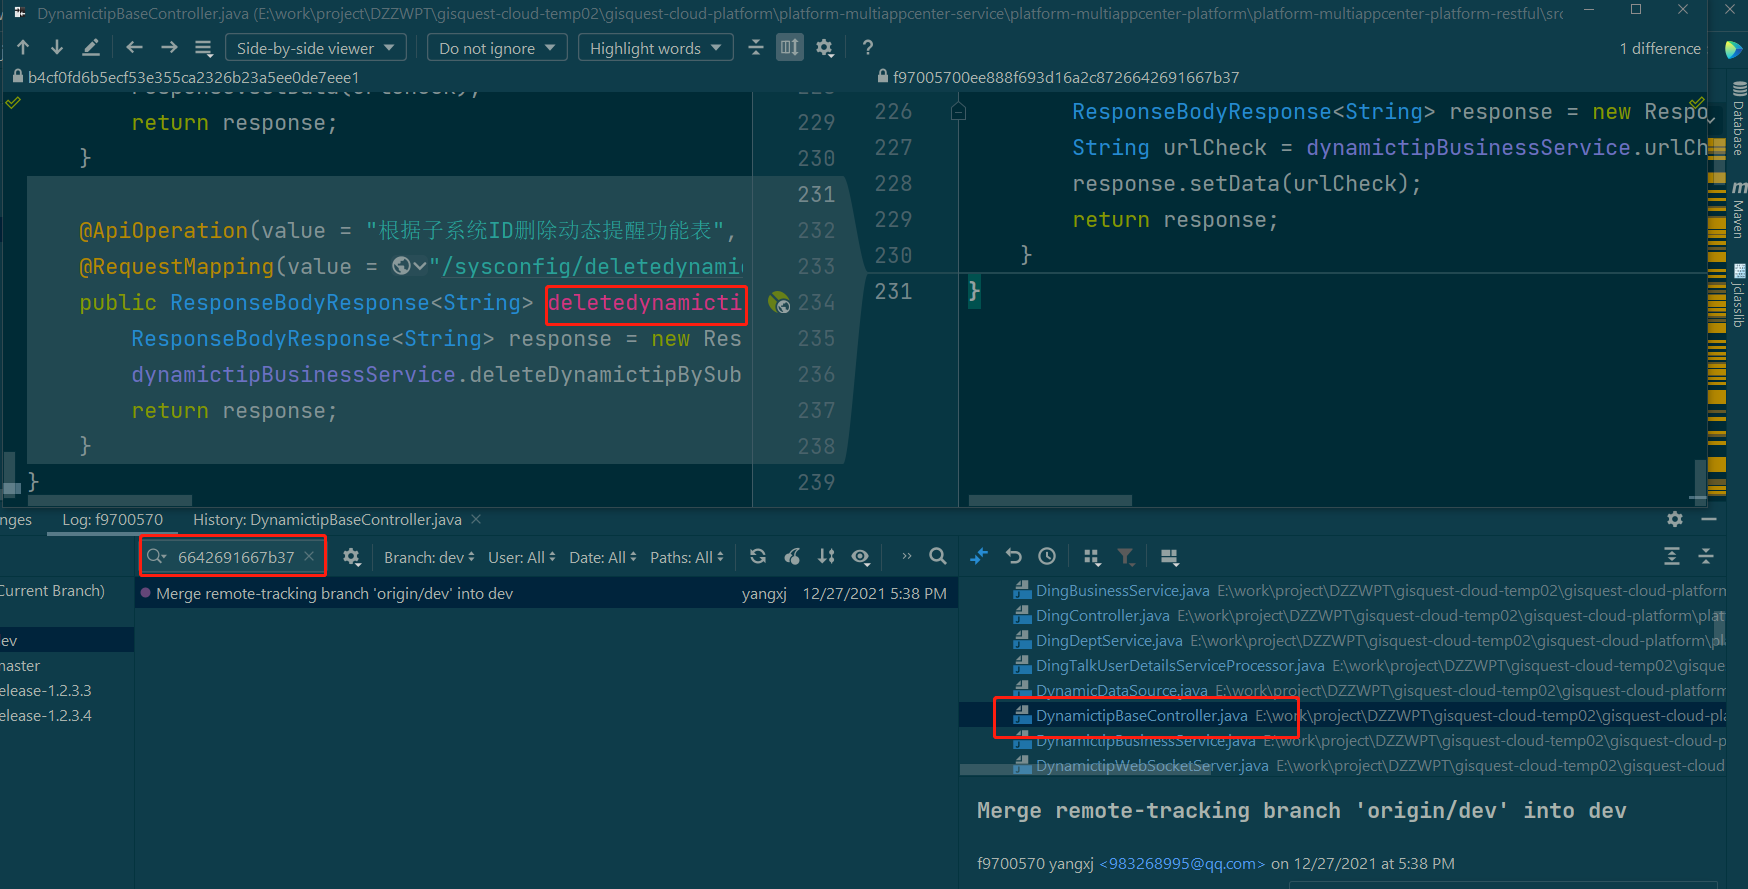 DynamictipBaseController.java (E:\work\project\DZZWPT\gisquest-cloud-temp02\gisquest-cloud-platform\platform-multiappcenter-service\platform-multiappcenter-platform\platform-multiappcenter-platform-restful\src
Side-by-side viewer
Do not ignore
Highlight words
?
1 difference
b4cf0fd6b5ecf53e355ca2326b23a5ee0de7eee1
f97005700ee888f693d16a2c8726642691667b37
response.setData(urlCheck);
return response; 229
} 230
231
@ApiOperation(value = "根据子系统ID删除动态提醒功能表", 232
@RequestMapping(value = "/sysconfig/deletedynami 233
public ResponseBodyResponse<String> deletedynamicti 234
ResponseBodyResponse<String> response = new Res 235
dynamictipBusinessService.deleteDynamictipBySub 236
return response; 237
} 238
} 239
226 ResponseBodyResponse<String> response = new Respo
227 String urlCheck = dynamictipBusinessService.urlCh
228 response.setData(urlCheck);
229 return response;
230 }
231 }
Database
m Maven
jclasslib
nges
Log: f9700570
History: DynamictipBaseController.java
6642691667b37
Branch: dev
User: All
Date: All
Paths: All
Current Branch)
ev
naster
elease-1.2.3.3
elease-1.2.3.4
Merge remote-tracking branch 'origin/dev' into dev yangxj 12/27/2021 5:38 PM
DingBusinessService.java E:\work\project\DZZWPT\gisquest-cloud-temp02\gisquest-cloud-platform
DingController.java E:\work\project\DZZWPT\gisquest-cloud-temp02\gisquest-cloud-platform\plat
DingDeptService.java E:\work\project\DZZWPT\gisquest-cloud-temp02\gisquest-cloud-platform\pl
DingTalkUserDetailsServiceProcessor.java E:\work\project\DZZWPT\gisquest-cloud-temp02\gisque
DynamicDataSource.java E:\work\project\DZZWPT\gisquest-cloud-temp02\gisquest-cloud-platform
DynamictipBaseController.java E:\work\project\DZZWPT\gisquest-cloud-temp02\gisquest-cloud-pla
DynamictipBusinessService.java E:\work\project\DZZWPT\gisquest-cloud-temp02\gisquest-cloud-p
DynamictipWebSocketServer.java E:\work\project\DZZWPT\gisquest-cloud-temp02\gisquest-cloud
Merge remote-tracking branch 'origin/dev' into dev
f9700570 yangxj <983268995@qq.com> on 12/27/2021 at 5:38 PM